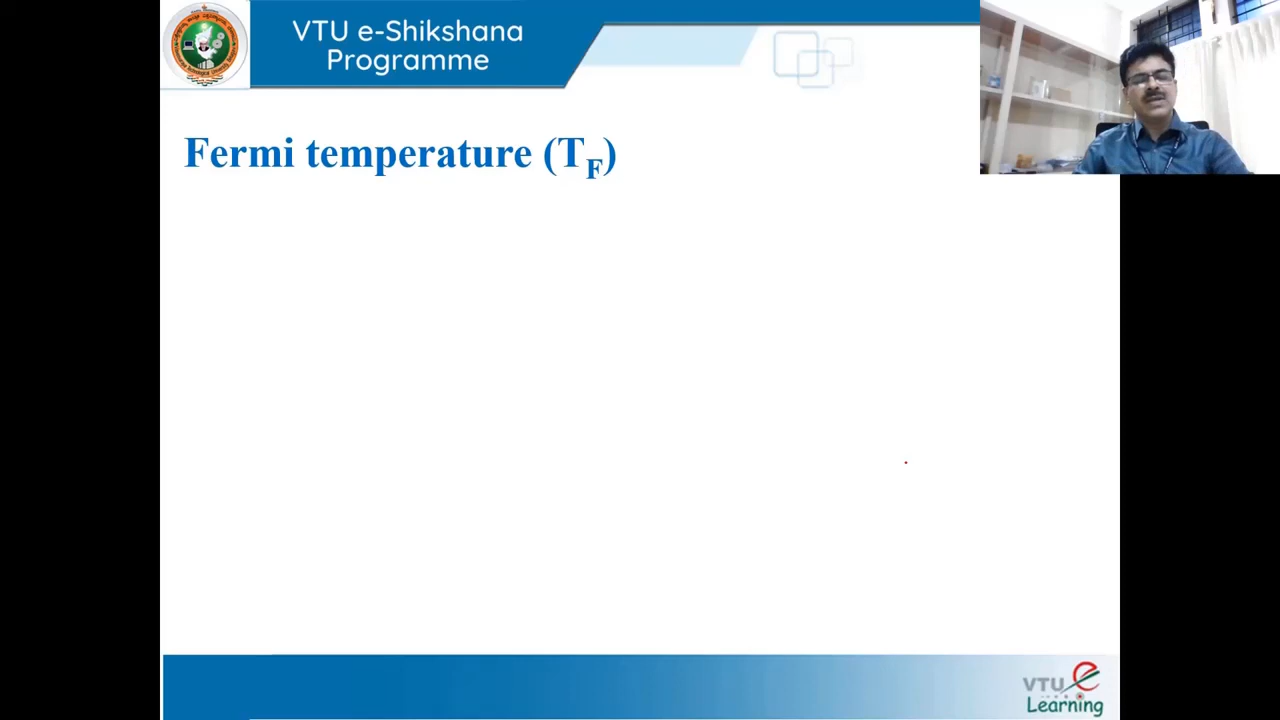 VTU e-Shikshana
Programme
Fermi temperature (T_F)
VTU e
Learning